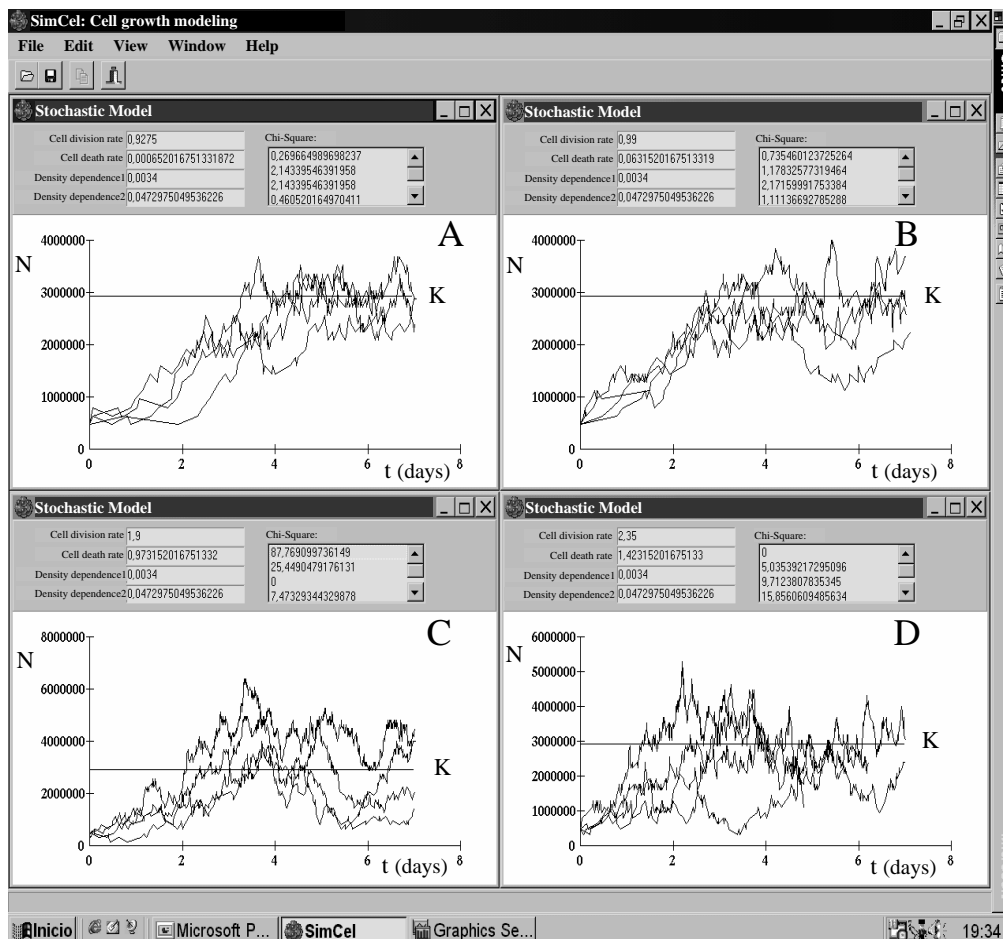 SimCel: Cell growth modeling
File Edit View Window Help
Stochastic Model
Cell division rate 0,9275
Cell death rate 0,000652016751331872
Density dependence1 0,0034
Density dependence2 0,0472975049536226
Chi-Square:
0,269664989698237
2,14339546391958
2,14339546391958
0,460520164970411
A
N
4000000
3000000
2000000
1000000
0
K
0 2 4 6 8
t (days)
Stochastic Model
Cell division rate 0,99
Cell death rate 0,0631520167513319
Density dependence1 0,0034
Density dependence2 0,0472975049536226
Chi-Square:
0,735460123725264
1,17832577319464
2,17159991753384
1,11136692785288
B
N
4000000
3000000
2000000
1000000
0
K
0 2 4 6 8
t (days)
Stochastic Model
Cell division rate 1,9
Cell death rate 0,973152016751332
Density dependence1 0,0034
Density dependence2 0,0472975049536226
Chi-Square:
87,769099736149
25,4490479176131
0
7,47329344329878
C
N
8000000
6000000
4000000
2000000
0
K
0 2 4 6 8
t (days)
Stochastic Model
Cell division rate 2,35
Cell death rate 1,42315201675133
Density dependence1 0,0034
Density dependence2 0,0472975049536226
Chi-Square:
0
5,03539217295096
9,7123807835345
15,8560609485634
D
N
6000000
5000000
4000000
3000000
2000000
1000000
0
K
0 2 4 6 8
t (days)
Inicio Microsoft P... SimCel Graphics Se... 19:34